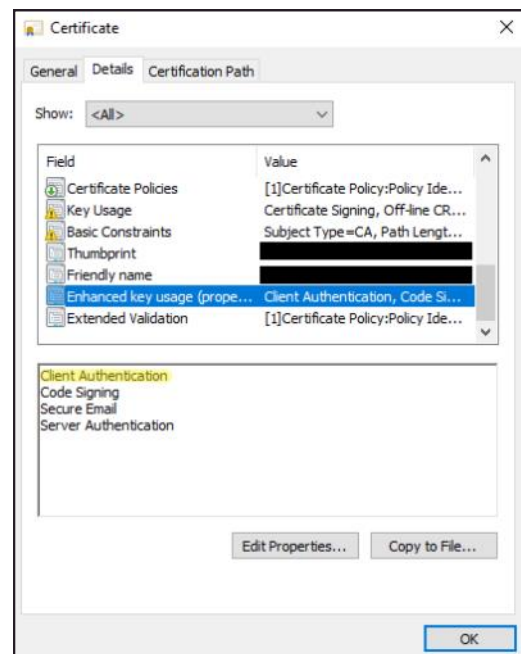 Certificate
General Details Certification Path
Show: <All>
Field Value
Certificate Policies [1]Certificate Policy:Policy Ide...
Key Usage Certificate Signing, Off-line CR...
Basic Constraints Subject Type=CA, Path Lengt...
Thumbprint
Friendly name
Enhanced key usage (prope... Client Authentication, Code Si...
Extended Validation [1]Certificate Policy:Policy Ide...
Client Authentication
Code Signing
Secure Email
Server Authentication
Edit Properties... Copy to File...
OK